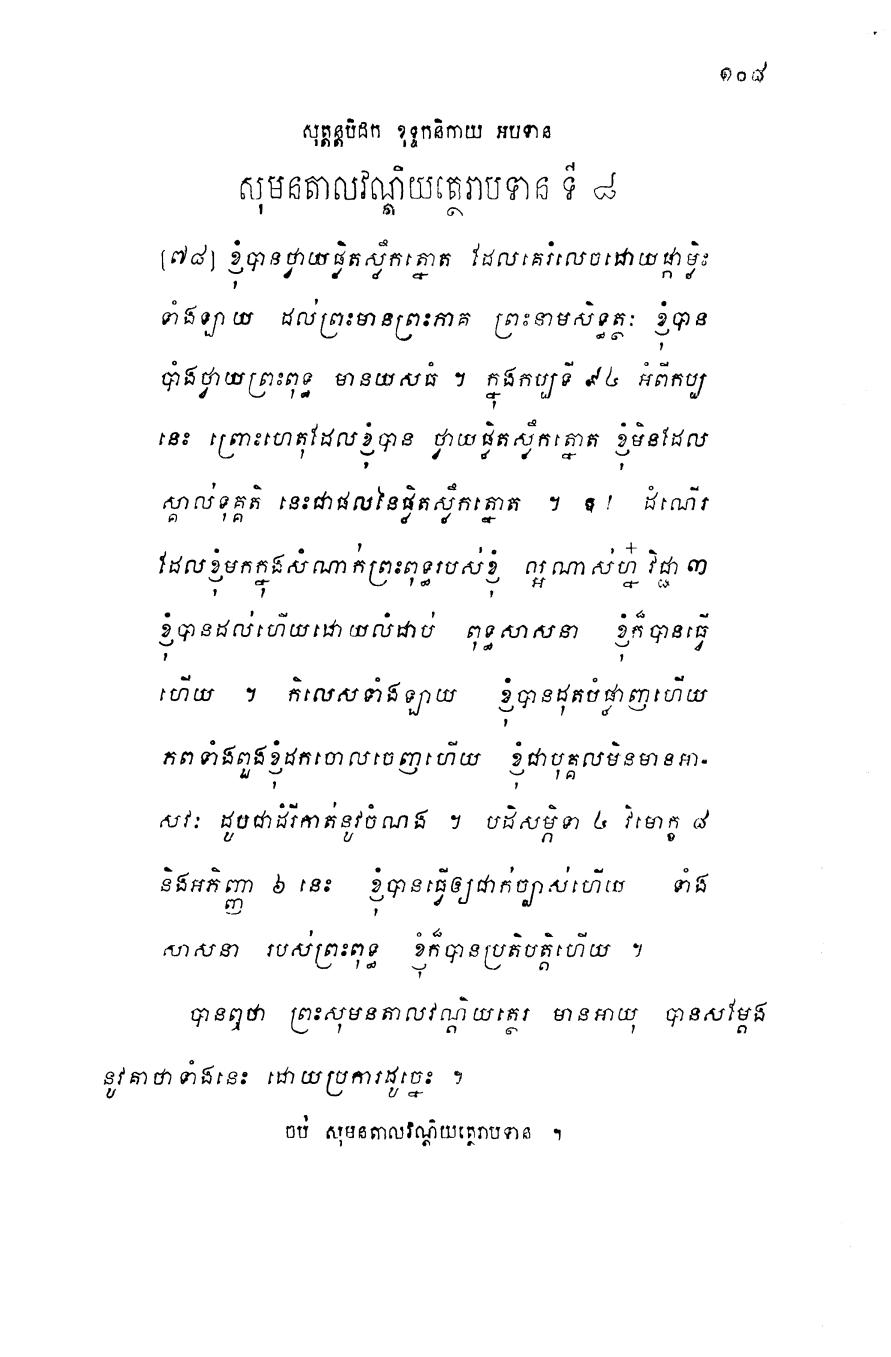 ១០៨
សុត្តន្តបិដក ខុទ្ទកនិកាយ អបទាន
សុមនតាលវណ្ដិយត្ថេរាបទាន ទី ៨
[៧៨] ខ្ញុំបានថ្វាយផ្លិតស្លឹកត្នោត ដែលគេរំលេចដោយផ្កាម្លិះ
ទាំងឡាយ ដល់ព្រះមានព្រះភាគ ព្រះនាមសិទ្ធត្ថៈ ខ្ញុំបាន
បាំងថ្វាយព្រះពុទ្ធ មានយសធំ ។ ក្នុងកប្បទី ៩៤ អំពីកប្ប
នេះ ព្រោះហេតុដែលខ្ញុំបាន ថ្វាយផ្លិតស្លឹកត្នោត ខ្ញុំមិនដែល
ស្គាល់ទុគ្គតិ នេះជាផលនៃផ្លិតស្លឹកត្នោត ។ ឱ ! ដំណើរ
ដែលខ្ញុំមកក្នុងសំណាក់ព្រះពុទ្ធរបស់ខ្ញុំ ល្អណាស់ហ្ន៎ វិជ្ជា ៣
ខ្ញុំបានដល់ហើយដោយលំដាប់ ពុទ្ធសាសនា ខ្ញុំក៏បានធ្វើ
ហើយ ។ កិលេសទាំងឡាយ ខ្ញុំបានដុតបំផ្លាញហើយ
ភពទាំងពួងខ្ញុំដកចោលចេញហើយ ខ្ញុំជាបុគ្គលមិនមានអា-
សវៈ ដូចជាដំរីកាត់នូវចំណង ។ បដិសម្ភិទា ៤ វិមោក្ខ ៨
និងអភិញ្ញា ៦ នេះ ខ្ញុំបានធ្វើឲ្យជាក់ច្បាស់ហើយ ទាំង
សាសនា របស់ព្រះពុទ្ធ ខ្ញុំក៏បានប្រតិបត្តិហើយ ។
បានឮថា ព្រះសុមនតាលវណ្ដិយត្ថេរ មានអាយុ បានសម្ដែង
នូវគាថាទាំងនេះ ដោយប្រការដូច្នេះ ។
ចប់ សុមនតាលវណ្ដិយត្ថេរាបទាន ។